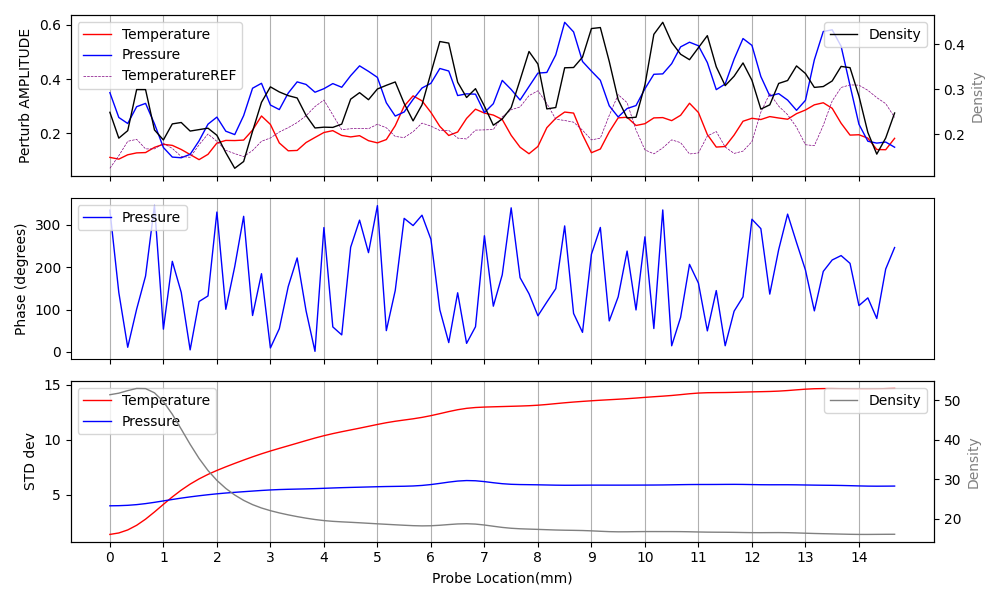 Perturb AMPLITUDE
0.6
0.4
0.2
Temperature
Pressure
TemperatureREF
Density
0.4
0.3
0.2
Density
Phase (degrees)
300
200
100
0
Pressure
STD dev
15
10
5
Temperature
Pressure
Density
50
40
30
20
Density
0 1 2 3 4 5 6 7 8 9 10 11 12 13 14
Probe Location(mm)